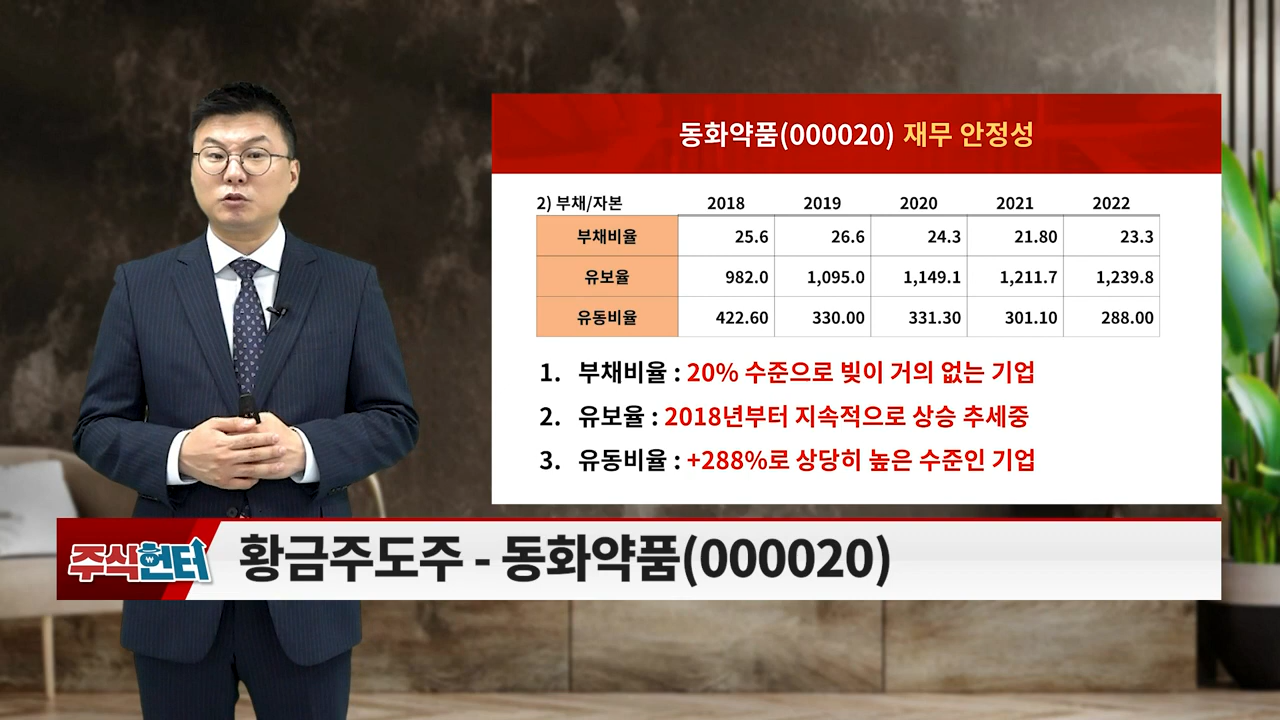 동화약품(000020) 재무 안정성
2) 부채/자본 2018 2019 2020 2021 2022
부채비율 25.6 26.6 24.3 21.80 23.3
유보율 982.0 1,095.0 1,149.1 1,211.7 1,239.8
유동비율 422.60 330.00 331.30 301.10 288.00
1. 부채비율 : 20% 수준으로 빚이 거의 없는 기업
2. 유보율 : 2018년부터 지속적으로 상승 추세중
3. 유동비율 : +288%로 상당히 높은 수준인 기업
주식헌터 황금주도주 - 동화약품(000020)